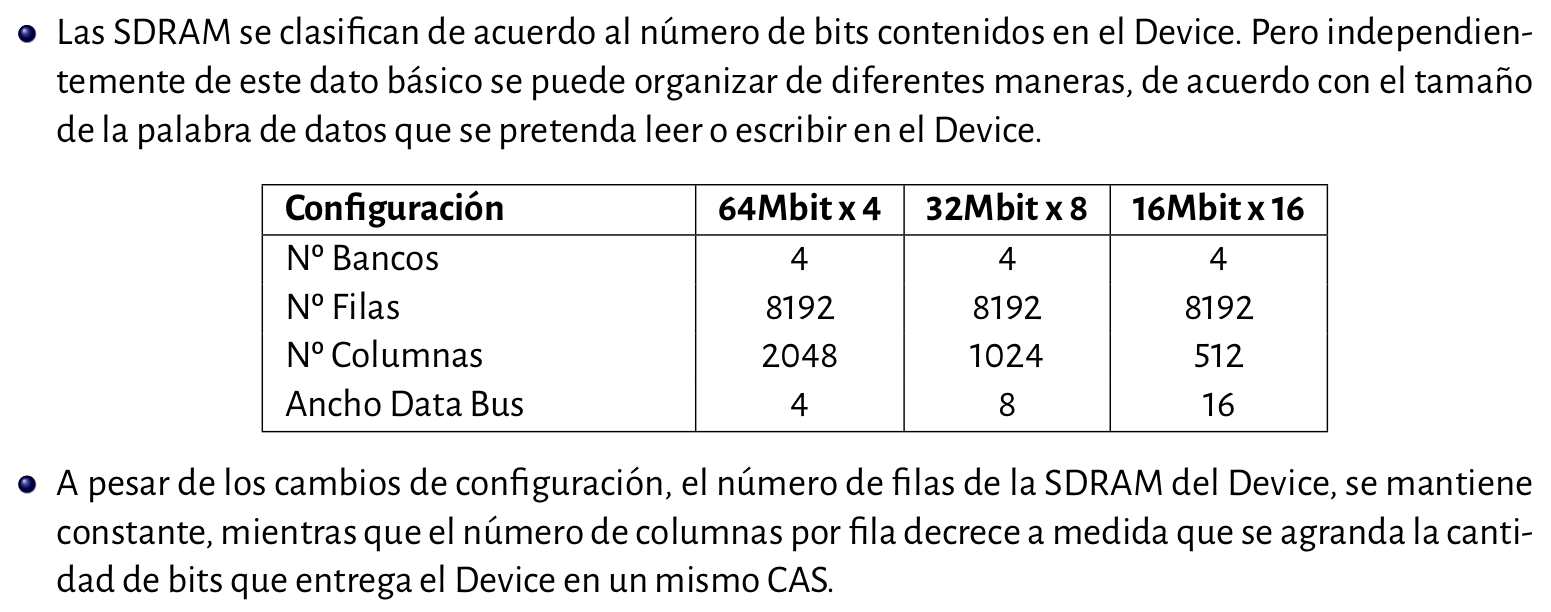 Las SDRAM se clasifican de acuerdo al número de bits contenidos en el Device. Pero independien-
temente de este dato básico se puede organizar de diferentes maneras, de acuerdo con el tamaño
de la palabra de datos que se pretenda leer o escribir en el Device.
Configuración 64Mbit x 4 32Mbit x 8 16Mbit x 16
Nº Bancos 4 4 4
Nº Filas 8192 8192 8192
Nº Columnas 2048 1024 512
Ancho Data Bus 4 8 16
A pesar de los cambios de configuración, el número de filas de la SDRAM del Device, se mantiene
constante, mientras que el número de columnas por fila decrece a medida que se agranda la canti-
dad de bits que entrega el Device en un mismo CAS.